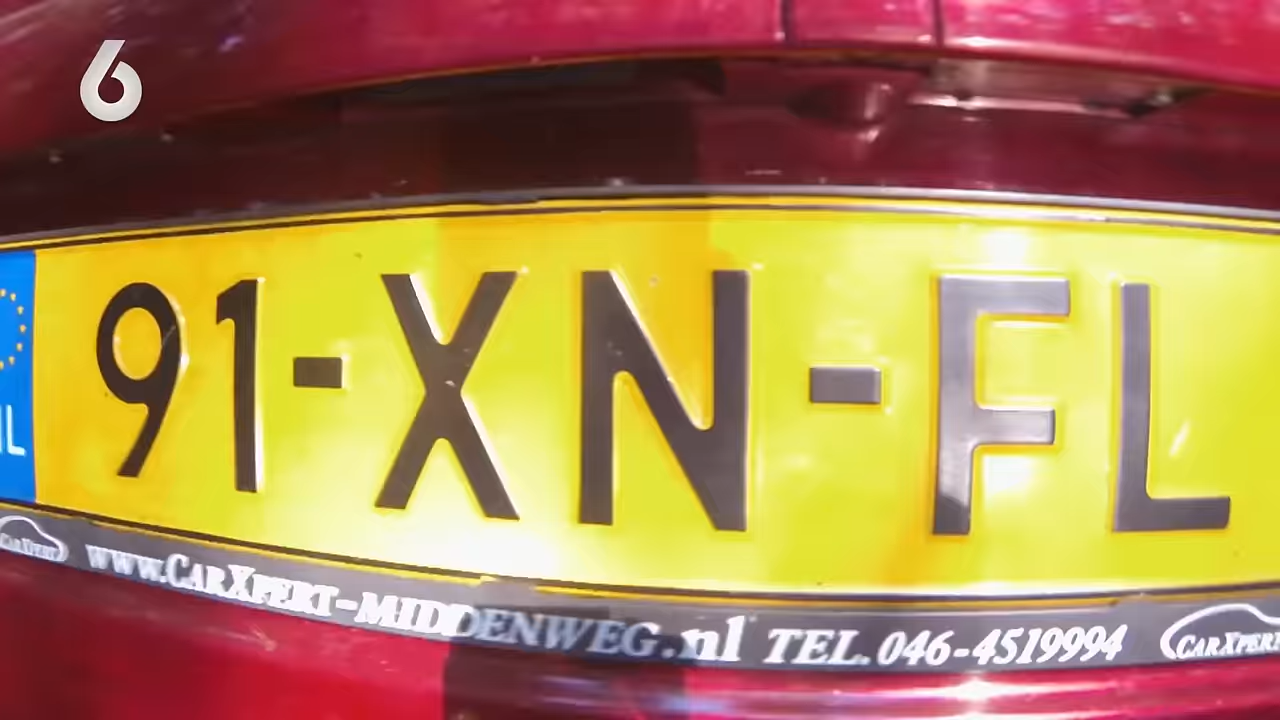 6
NL
91-XN-FL
CARXPERT www.CARXPERT-MIDDENWEG.nl TEL. 046-4519994 CARXPERT